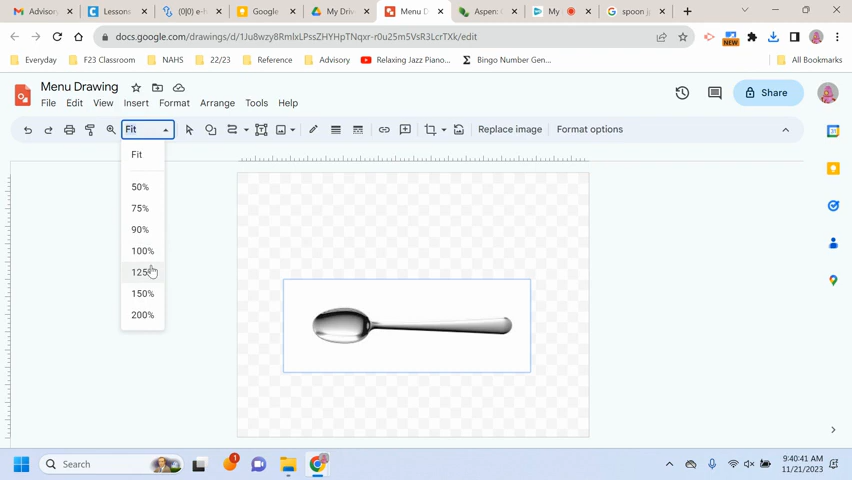 Advisor
Lessons
(0|0) e-h
Google
My Driv
Menu D
Aspen: G
My
spoon j
docs.google.com/drawings/d/1Ju8wzy8RmlxLPssZHYHpTNqxr-r0u25m5VsR3LcrTXk/edit
Everyday
F23 Classroom
NAHS
22/23
Reference
Advisory
Relaxing Jazz Piano...
Bingo Number Gen...
All Bookmarks
NEW
Menu Drawing
File Edit View Insert Format Arrange Tools Help
Share
Fit
Replace image
Format options
Fit
50%
75%
90%
100%
125%
150%
200%
Search
9:40:41 AM
11/21/2023